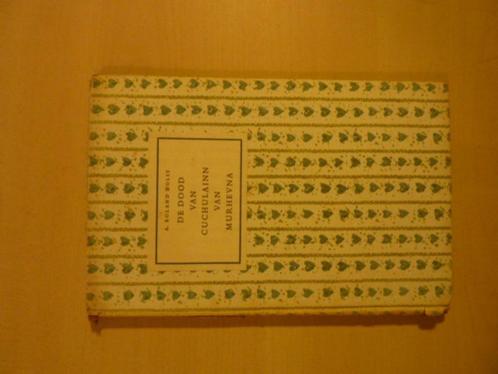 A. ROLAND HOLST
DE DOOD
VAN
CUCHULAINN
VAN
MURHEVNA